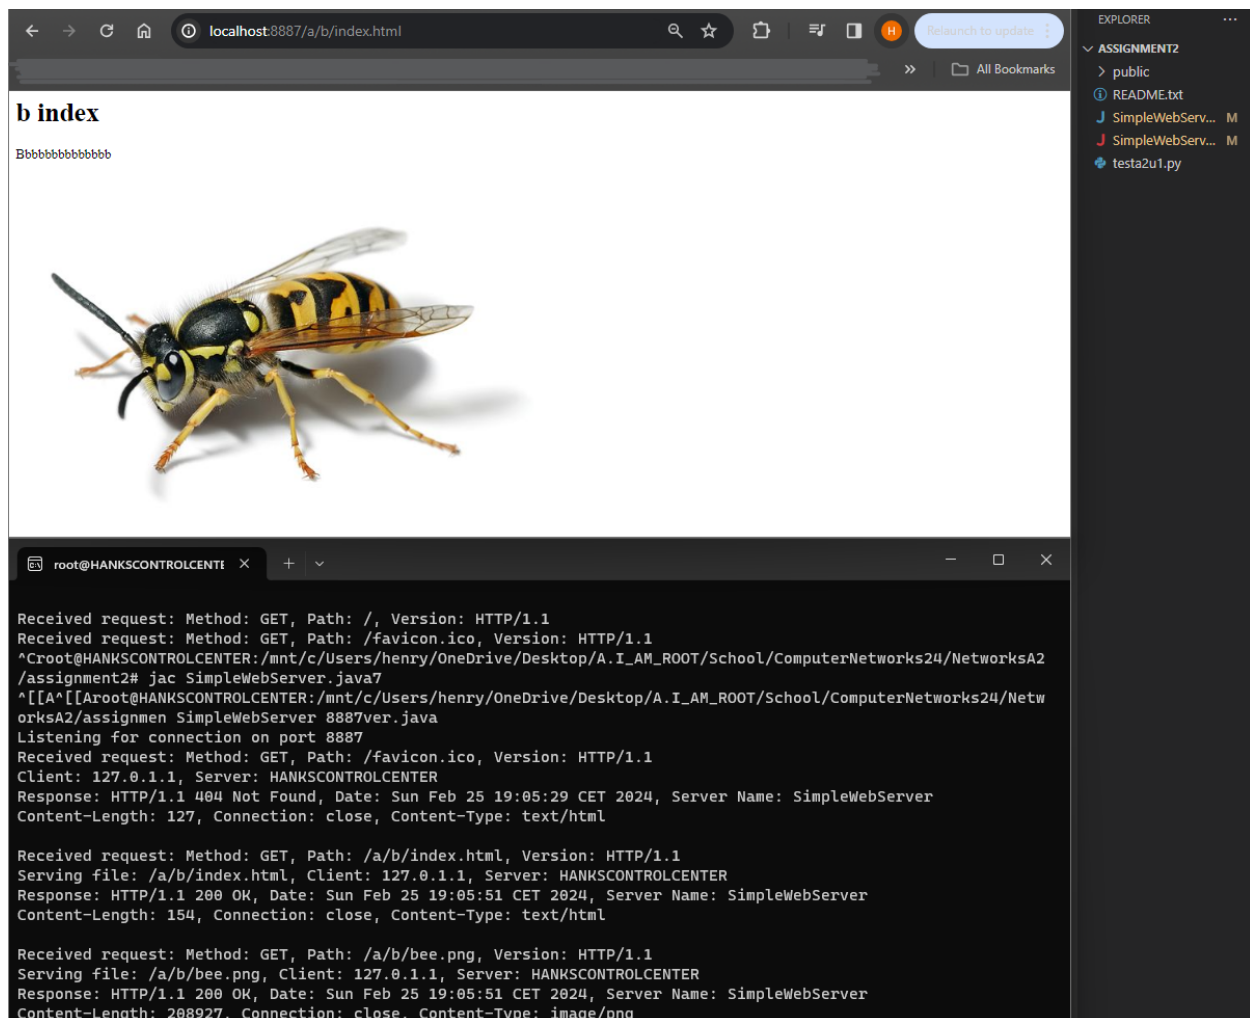 localhost:8887/a/b/index.html
H
Relaunch to update
All Bookmarks
b index
Bbbbbbbbbbbbbb
EXPLORER
ASSIGNMENT2
public
README.txt
SimpleWebServ... M
SimpleWebServ... M
testa2u1.py
root@HANKSCONTROLCENTE
Received request: Method: GET, Path: /, Version: HTTP/1.1
Received request: Method: GET, Path: /favicon.ico, Version: HTTP/1.1
^Croot@HANKSCONTROLCENTER:/mnt/c/Users/henry/OneDrive/Desktop/A.I_AM_ROOT/School/ComputerNetworks24/NetworksA2
/assignment2# jac SimpleWebServer.java7
^[[A^[[Aroot@HANKSCONTROLCENTER:/mnt/c/Users/henry/OneDrive/Desktop/A.I_AM_ROOT/School/ComputerNetworks24/Netw
orksA2/assignmen SimpleWebServer 8887ver.java
Listening for connection on port 8887
Received request: Method: GET, Path: /favicon.ico, Version: HTTP/1.1
Client: 127.0.1.1, Server: HANKSCONTROLCENTER
Response: HTTP/1.1 404 Not Found, Date: Sun Feb 25 19:05:29 CET 2024, Server Name: SimpleWebServer
Content-Length: 127, Connection: close, Content-Type: text/html
Received request: Method: GET, Path: /a/b/index.html, Version: HTTP/1.1
Serving file: /a/b/index.html, Client: 127.0.1.1, Server: HANKSCONTROLCENTER
Response: HTTP/1.1 200 OK, Date: Sun Feb 25 19:05:51 CET 2024, Server Name: SimpleWebServer
Content-Length: 154, Connection: close, Content-Type: text/html
Received request: Method: GET, Path: /a/b/bee.png, Version: HTTP/1.1
Serving file: /a/b/bee.png, Client: 127.0.1.1, Server: HANKSCONTROLCENTER
Response: HTTP/1.1 200 OK, Date: Sun Feb 25 19:05:51 CET 2024, Server Name: SimpleWebServer
Content-Length: 208927, Connection: close, Content-Type: image/png